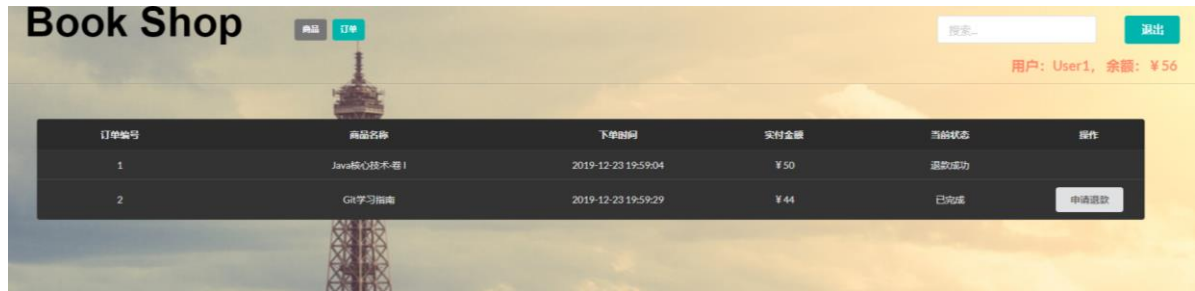 Book Shop 商品 订单 搜索... 退出
用户: User1, 余额: ¥56
订单编号 商品名称 下单时间 实付金额 当前状态 操作
1 Java核心技术·卷 I 2019-12-23 19:59:04 ¥50 退款成功
2 Git学习指南 2019-12-23 19:59:29 ¥44 已完成 申请退款